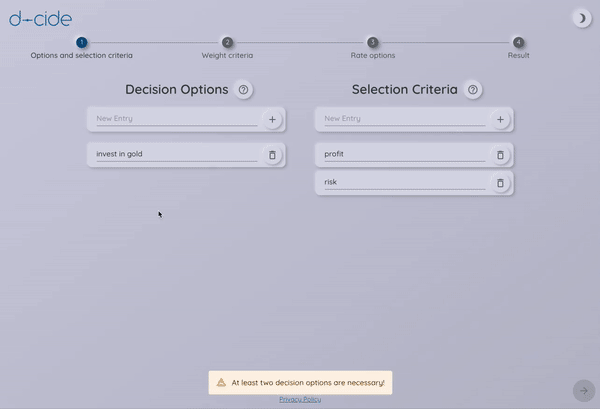 d-cide
1 2 3 4
Options and selection criteria Weight criteria Rate options Result
Decision Options ?
New Entry +
invest in gold
Selection Criteria ?
New Entry +
profit
risk
At least two decision options are necessary!
Privacy Policy